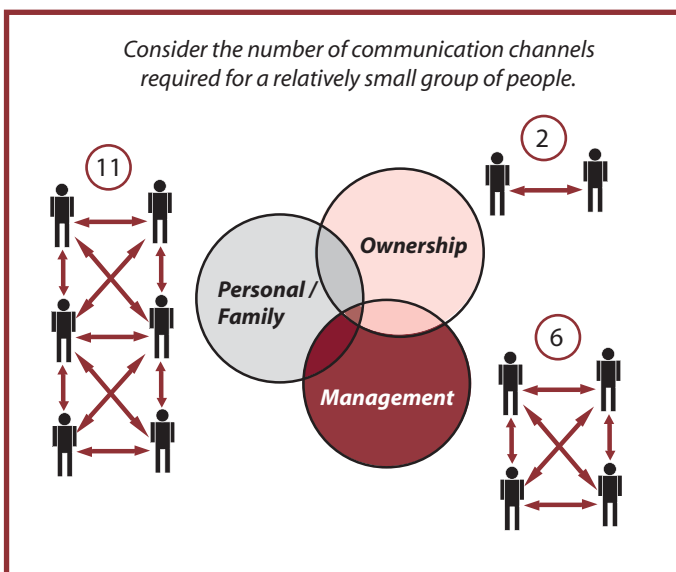 Consider the number of communication channels
required for a relatively small group of people.
11
2
Ownership
Personal /
Family
6
Management